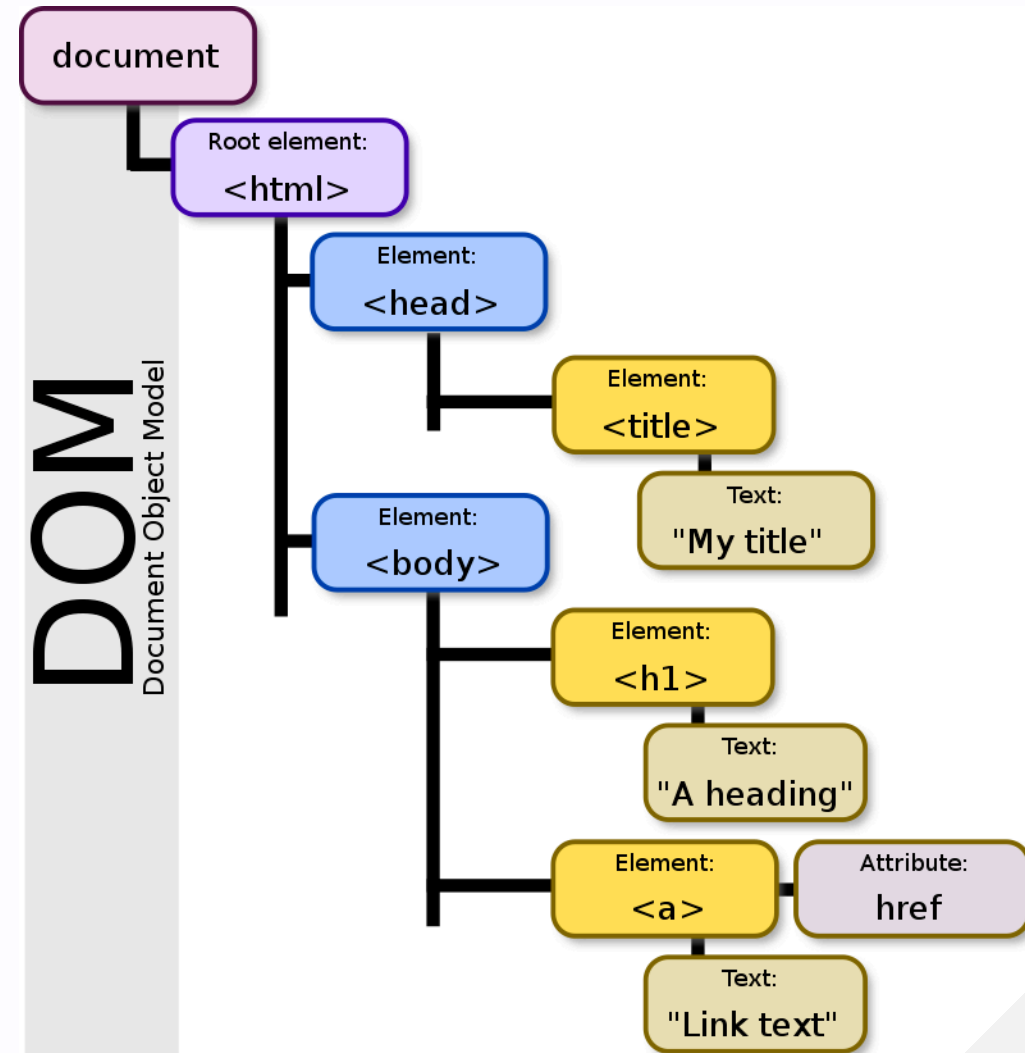 document
Root element:
<html>
Element:
<head>
Element:
<title>
Text:
"My title"
Element:
<body>
Element:
<h1>
Text:
"A heading"
Element:
<a>
Attribute:
href
Text:
"Link text"
DOM
Document Object Model